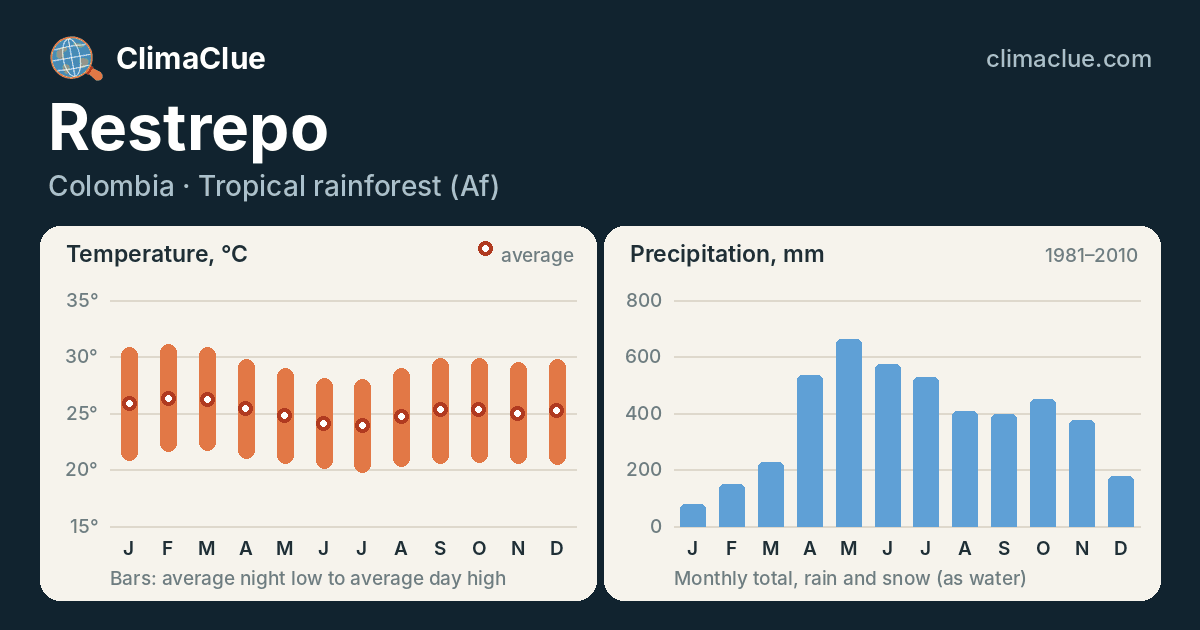 ClimaClue
climaclue.com
Restrepo
Colombia · Tropical rainforest (Af)
Temperature, °C
average
35°
30°
25°
20°
15°
J F M A M J J A S O N D
Bars: average night low to average day high
Precipitation, mm
1981–2010
800
600
400
200
0
J F M A M J J A S O N D
Monthly total, rain and snow (as water)